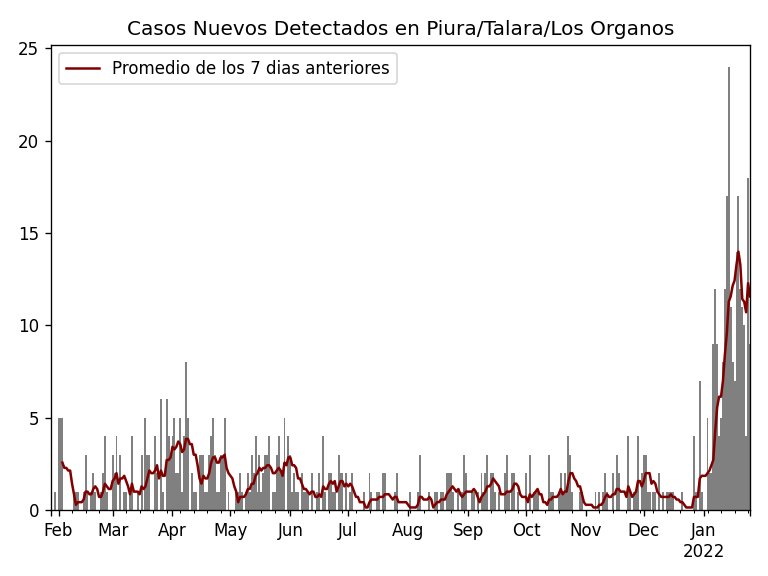 Casos Nuevos Detectados en Piura/Talara/Los Organos
Promedio de los 7 dias anteriores
25
20
15
10
5
0
Feb Mar Apr May Jun Jul Aug Sep Oct Nov Dec Jan
2022